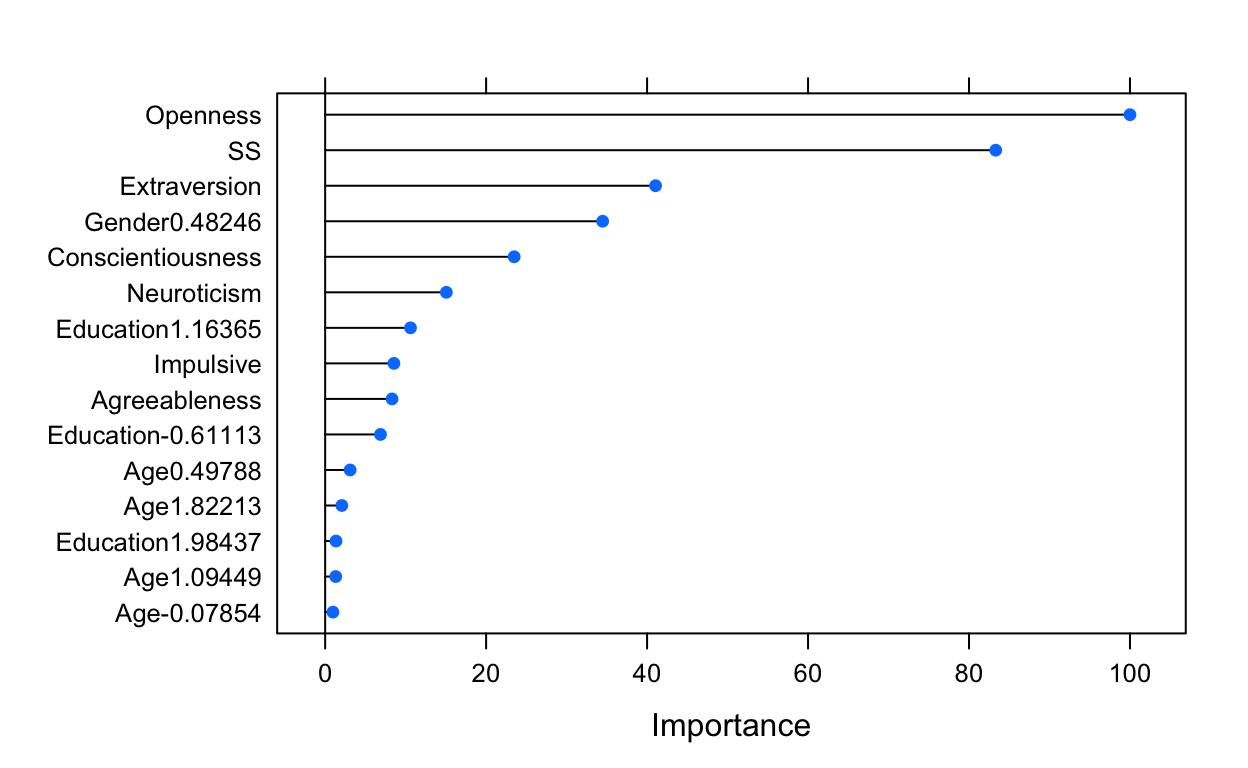 Openness
SS
Extraversion
Gender0.48246
Conscientiousness
Neuroticism
Education1.16365
Impulsive
Agreeableness
Education-0.61113
Age0.49788
Age1.82213
Education1.98437
Age1.09449
Age-0.07854
0 20 40 60 80 100
Importance